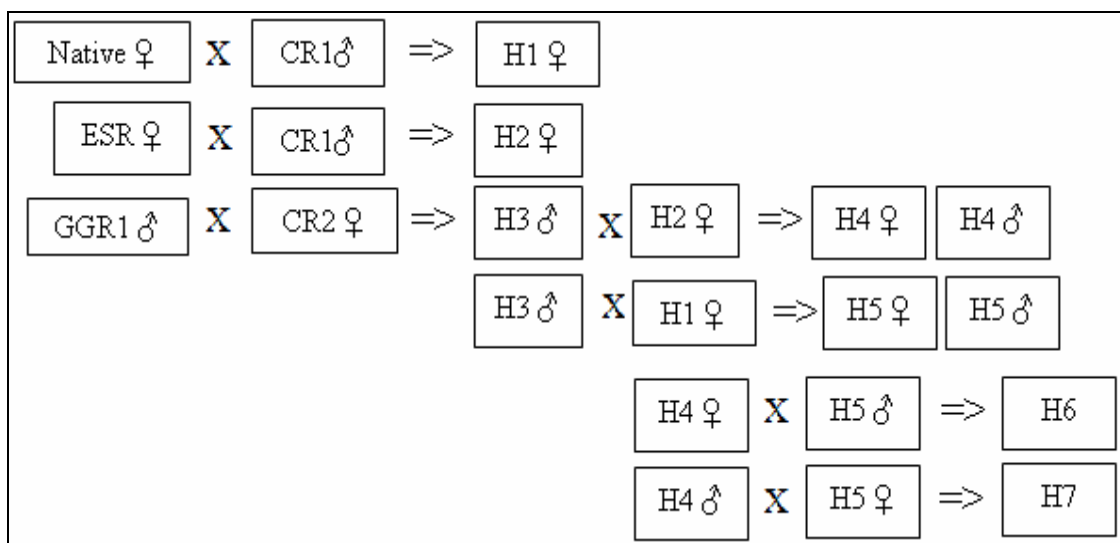 Native ♀ X CR1♂ => H1 ♀
ESR ♀ X CR1♂ => H2 ♀
GGR1 ♂ X CR2 ♀ => H3 ♂ X H2 ♀ => H4 ♀ H4 ♂
H3 ♂ X H1 ♀ => H5 ♀ H5 ♂
H4 ♀ X H5 ♂ => H6
H4 ♂ X H5 ♀ => H7